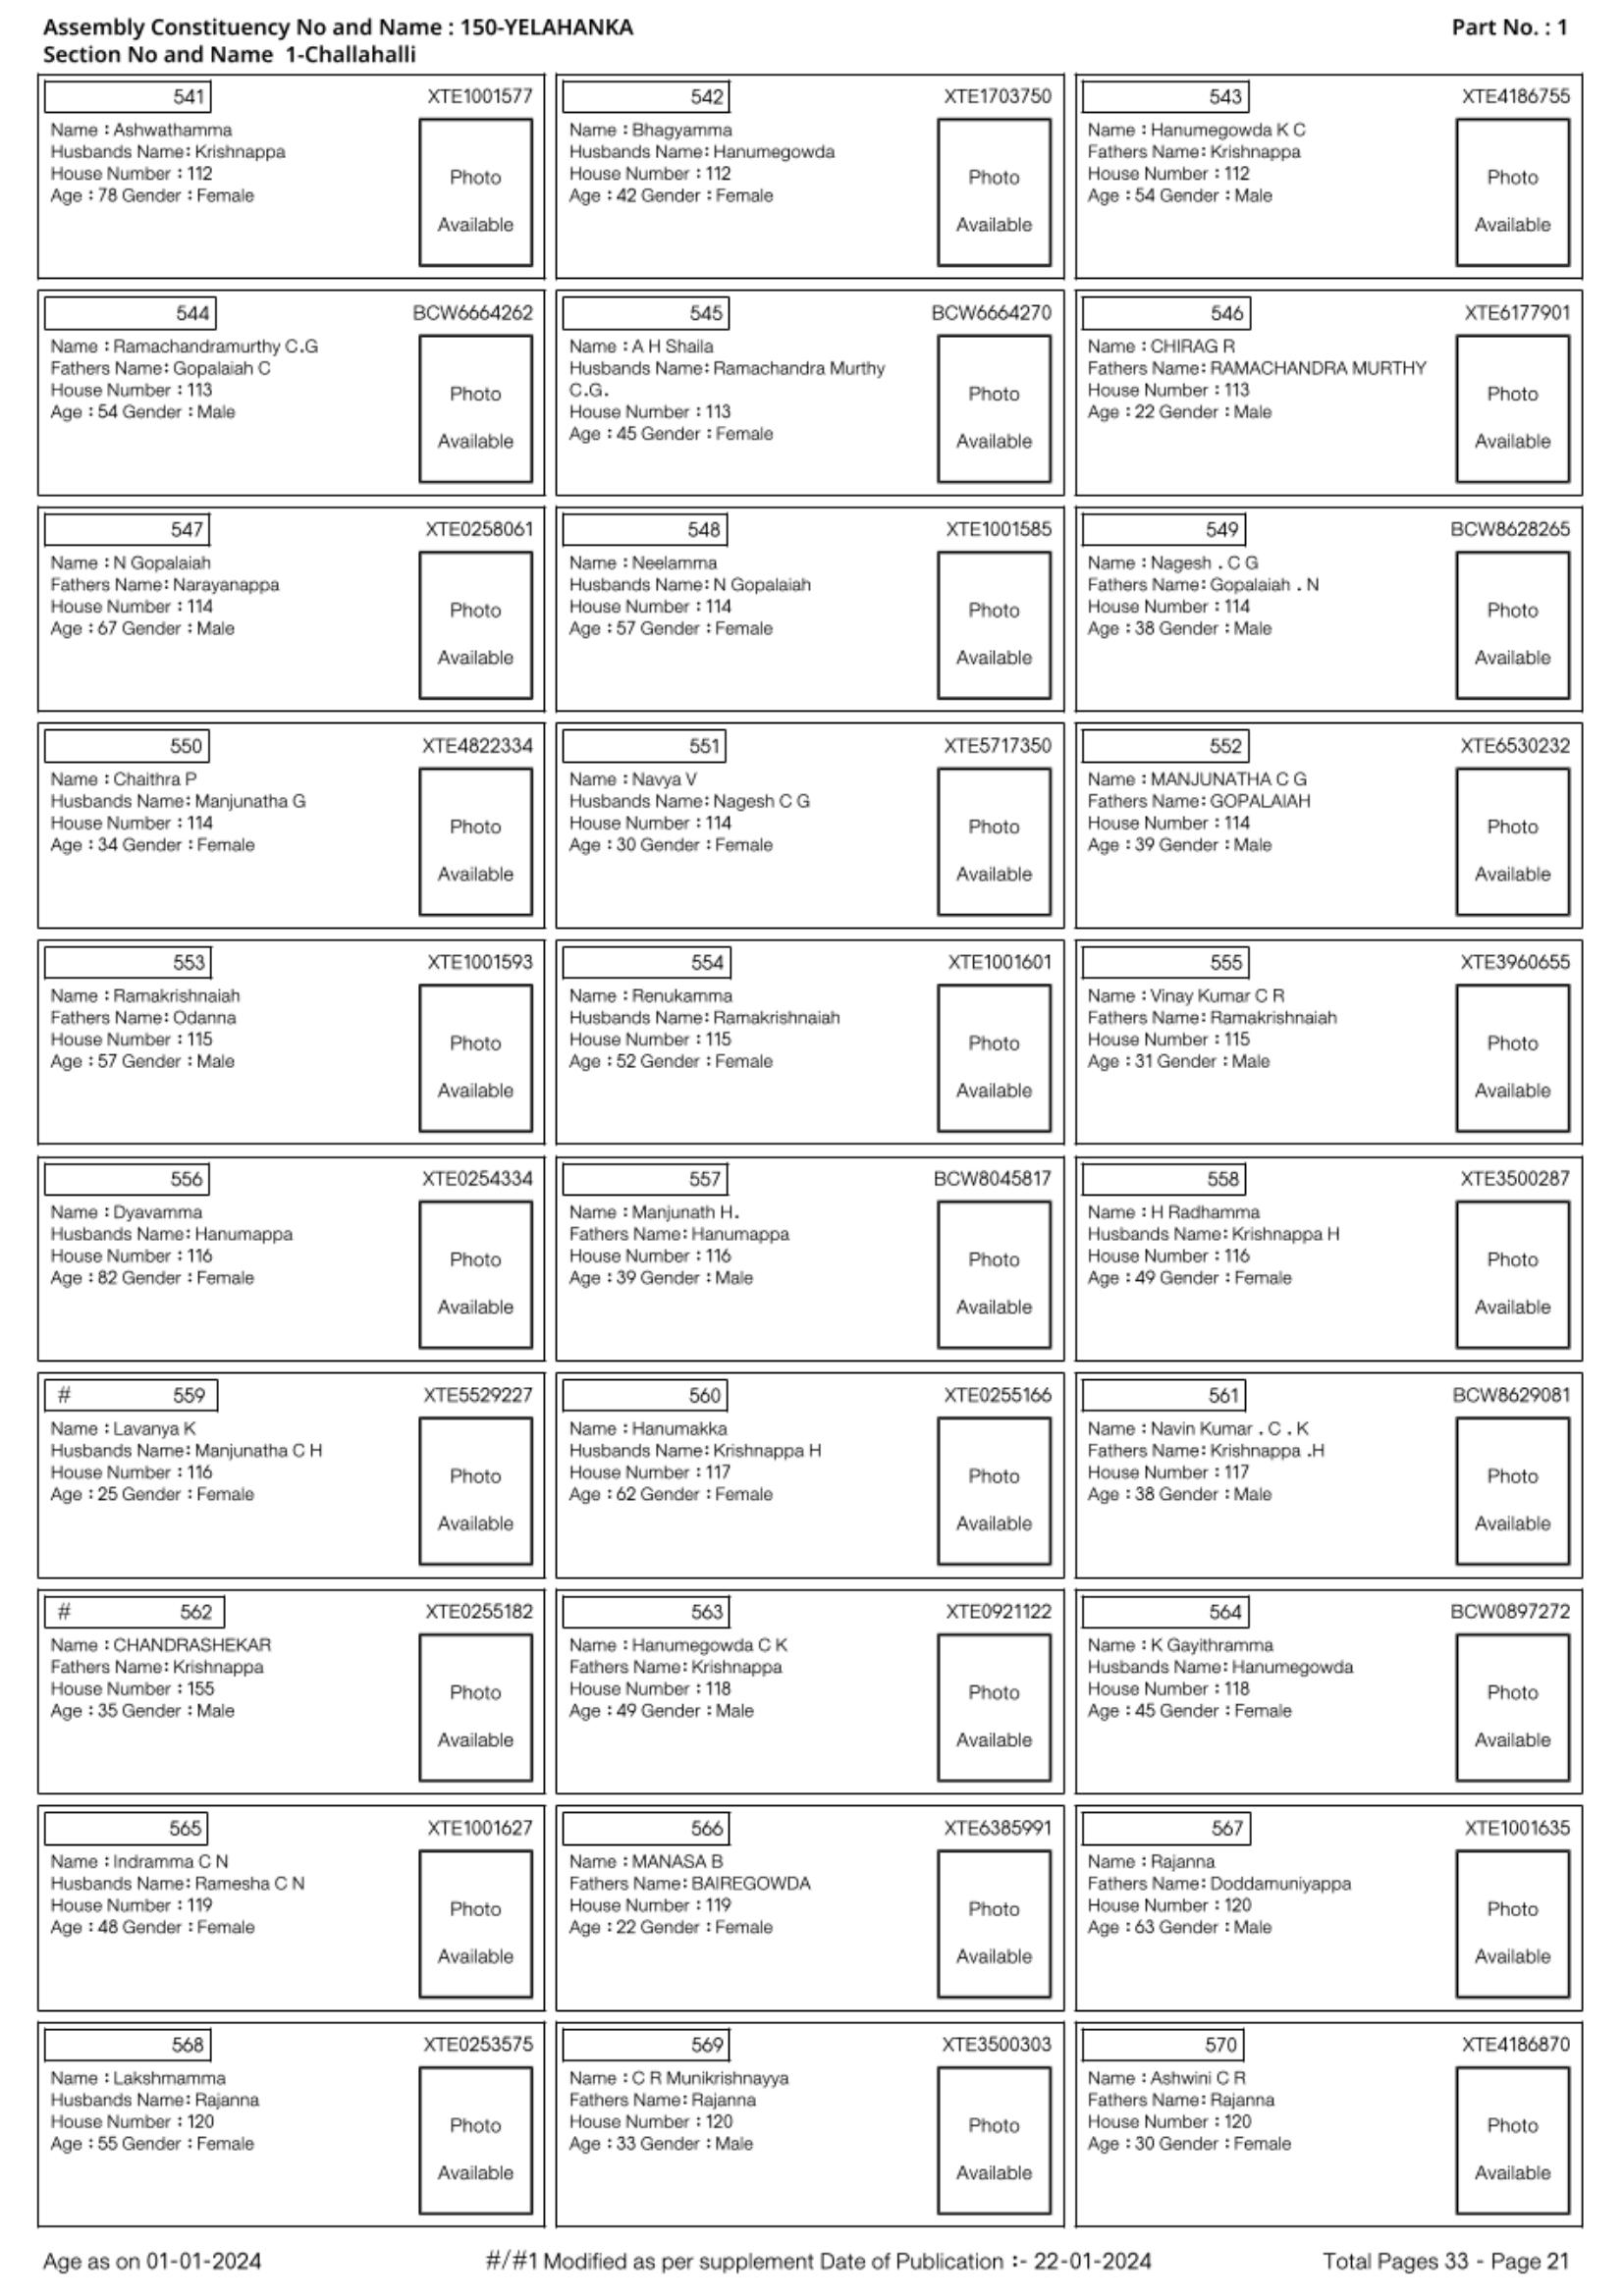 Assembly Constituency No and Name : 150-YELAHANKA
Part No. : 1
Section No and Name 1-Challahalli
541
XTE1001577
Name : Ashwathamma
Husbands Name: Krishnappa
House Number : 112
Age : 78 Gender : Female
Photo
Available
542
XTE1703750
Name : Bhagyamma
Husbands Name: Hanumegowda
House Number : 112
Age : 42 Gender : Female
Photo
Available
543
XTE4186755
Name : Hanumegowda K C
Fathers Name: Krishnappa
House Number : 112
Age : 54 Gender : Male
Photo
Available
544
BCW6664262
Name : Ramachandramurthy C.G
Fathers Name: Gopalaiah C
House Number : 113
Age : 54 Gender : Male
Photo
Available
545
BCW6664270
Name : A H Shaila
Husbands Name: Ramachandra Murthy
C.G.
House Number : 113
Age : 45 Gender : Female
Photo
Available
546
XTE6177901
Name : CHIRAG R
Fathers Name: RAMACHANDRA MURTHY
House Number : 113
Age : 22 Gender : Male
Photo
Available
547
XTE0258061
Name : N Gopalaiah
Fathers Name: Narayanappa
House Number : 114
Age : 67 Gender : Male
Photo
Available
548
XTE1001585
Name : Neelamma
Husbands Name: N Gopalaiah
House Number : 114
Age : 57 Gender : Female
Photo
Available
549
BCW8628265
Name : Nagesh . C G
Fathers Name: Gopalaiah . N
House Number : 114
Age : 38 Gender : Male
Photo
Available
550
XTE4822334
Name : Chaithra P
Husbands Name: Manjunatha G
House Number : 114
Age : 34 Gender : Female
Photo
Available
551
XTE5717350
Name : Navya V
Husbands Name: Nagesh C G
House Number : 114
Age : 30 Gender : Female
Photo
Available
552
XTE6530232
Name : MANJUNATHA C G
Fathers Name: GOPALAIAH
House Number : 114
Age : 39 Gender : Male
Photo
Available
553
XTE1001593
Name : Ramakrishnaiah
Fathers Name: Odanna
House Number : 115
Age : 57 Gender : Male
Photo
Available
554
XTE1001601
Name : Renukamma
Husbands Name: Ramakrishnaiah
House Number : 115
Age : 52 Gender : Female
Photo
Available
555
XTE3960655
Name : Vinay Kumar C R
Fathers Name: Ramakrishnaiah
House Number : 115
Age : 31 Gender : Male
Photo
Available
556
XTE0254334
Name : Dyavamma
Husbands Name: Hanumappa
House Number : 116
Age : 82 Gender : Female
Photo
Available
557
BCW8045817
Name : Manjunath H.
Fathers Name: Hanumappa
House Number : 116
Age : 39 Gender : Male
Photo
Available
558
XTE3500287
Name : H Radhamma
Husbands Name: Krishnappa H
House Number : 116
Age : 49 Gender : Female
Photo
Available
# 559
XTE5529227
Name : Lavanya K
Husbands Name: Manjunatha C H
House Number : 116
Age : 25 Gender : Female
Photo
Available
560
XTE0255166
Name : Hanumakka
Husbands Name: Krishnappa H
House Number : 117
Age : 62 Gender : Female
Photo
Available
561
BCW8629081
Name : Navin Kumar . C . K
Fathers Name: Krishnappa .H
House Number : 117
Age : 38 Gender : Male
Photo
Available
# 562
XTE0255182
Name : CHANDRASHEKAR
Fathers Name: Krishnappa
House Number : 155
Age : 35 Gender : Male
Photo
Available
563
XTE0921122
Name : Hanumegowda C K
Fathers Name: Krishnappa
House Number : 118
Age : 49 Gender : Male
Photo
Available
564
BCW0897272
Name : K Gayithramma
Husbands Name: Hanumegowda
House Number : 118
Age : 45 Gender : Female
Photo
Available
565
XTE1001627
Name : Indramma C N
Husbands Name: Ramesha C N
House Number : 119
Age : 48 Gender : Female
Photo
Available
566
XTE6385991
Name : MANASA B
Fathers Name: BAIREGOWDA
House Number : 119
Age : 22 Gender : Female
Photo
Available
567
XTE1001635
Name : Rajanna
Fathers Name: Doddamuniyappa
House Number : 120
Age : 63 Gender : Male
Photo
Available
568
XTE0253575
Name : Lakshmamma
Husbands Name: Rajanna
House Number : 120
Age : 55 Gender : Female
Photo
Available
569
XTE3500303
Name : C R Munikrishnayya
Fathers Name: Rajanna
House Number : 120
Age : 33 Gender : Male
Photo
Available
570
XTE4186870
Name : Ashwini C R
Fathers Name: Rajanna
House Number : 120
Age : 30 Gender : Female
Photo
Available
Age as on 01-01-2024
#/#1 Modified as per supplement Date of Publication :- 22-01-2024
Total Pages 33 - Page 21